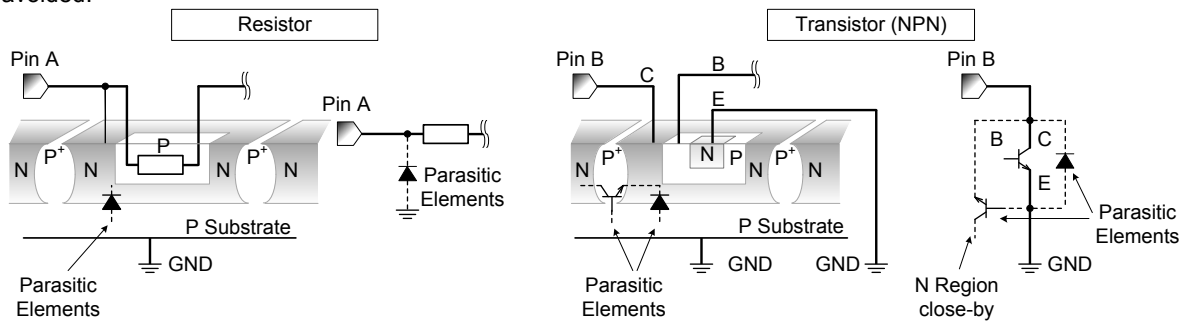 Resistor
Transistor (NPN)
Pin A
Pin A
N
P+
N
P
P+
N
N
Parasitic
Elements
P Substrate
GND
Parasitic
Elements
Pin B
C
B
E
N
P+
N
N
P
P+
N
N
P Substrate
GND
GND
Parasitic
Elements
Pin B
B
C
E
Parasitic
Elements
GND
N Region
close-by